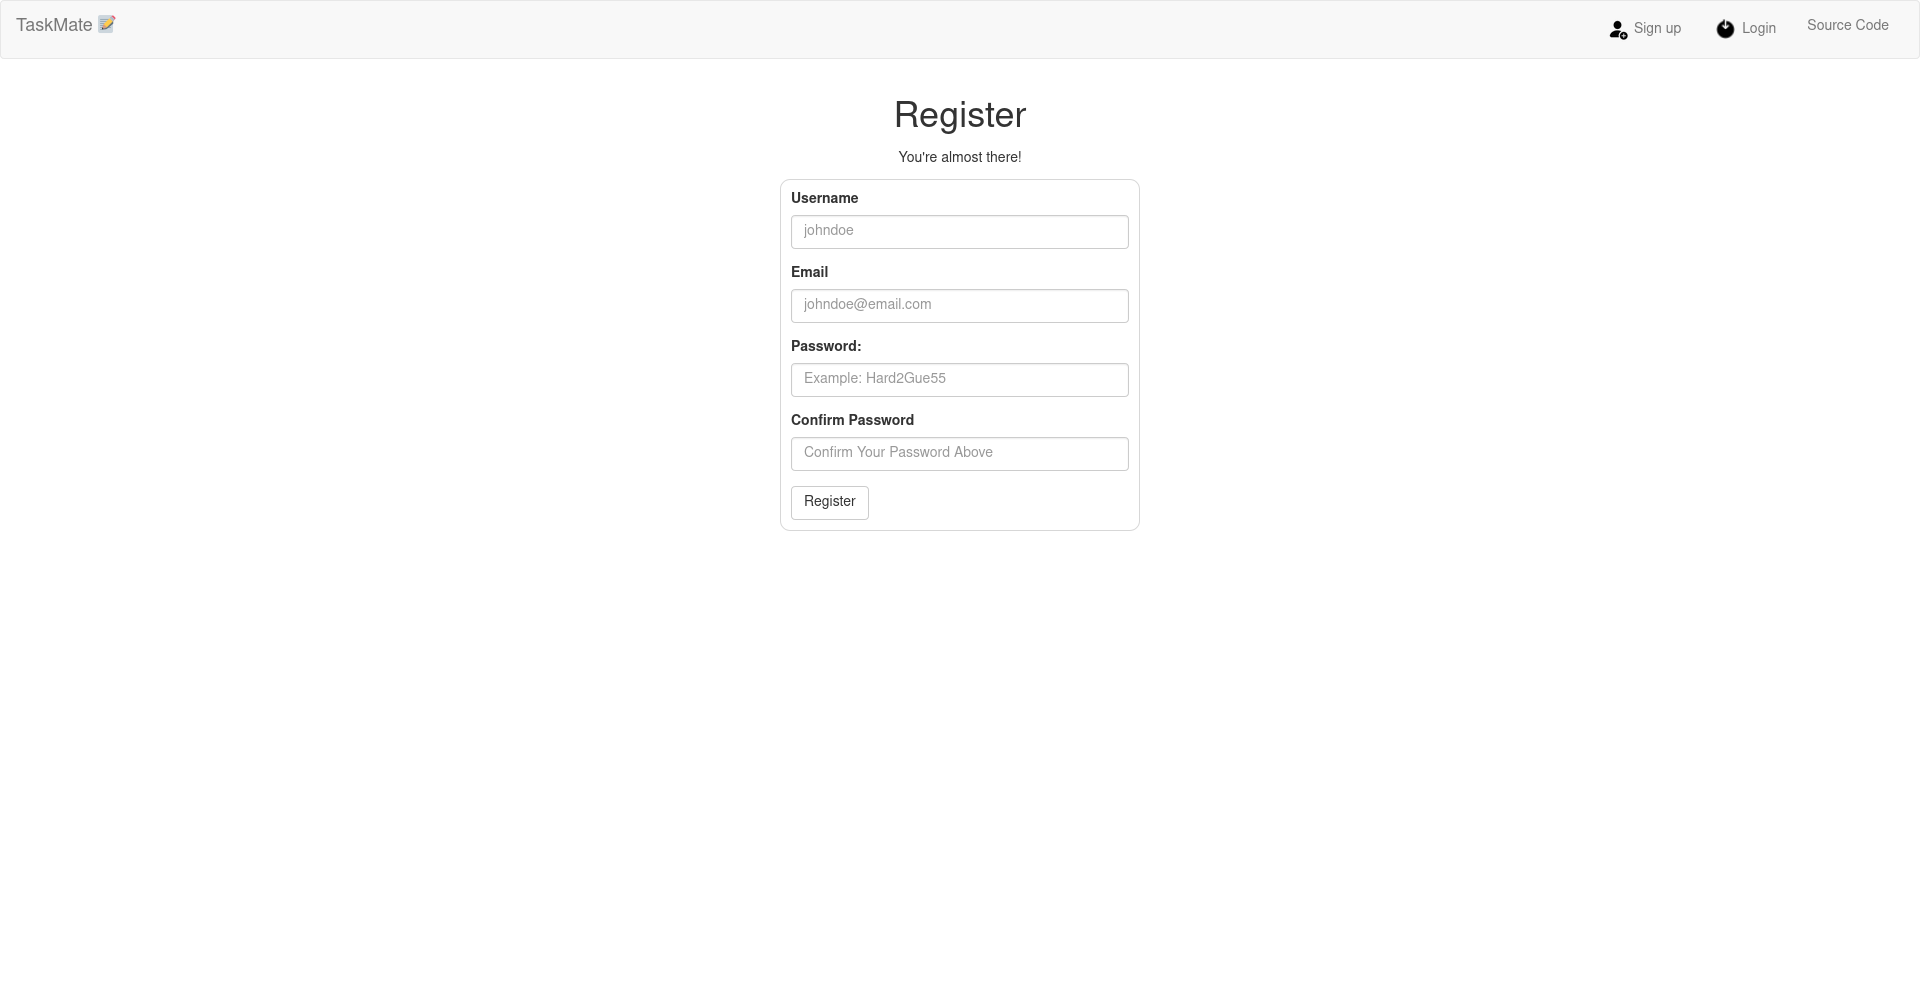 TaskMate 📝
Sign up
Login
Source Code
Register
You're almost there!
Username
johndoe
Email
johndoe@email.com
Password:
Example: Hard2Gue55
Confirm Password
Confirm Your Password Above
Register